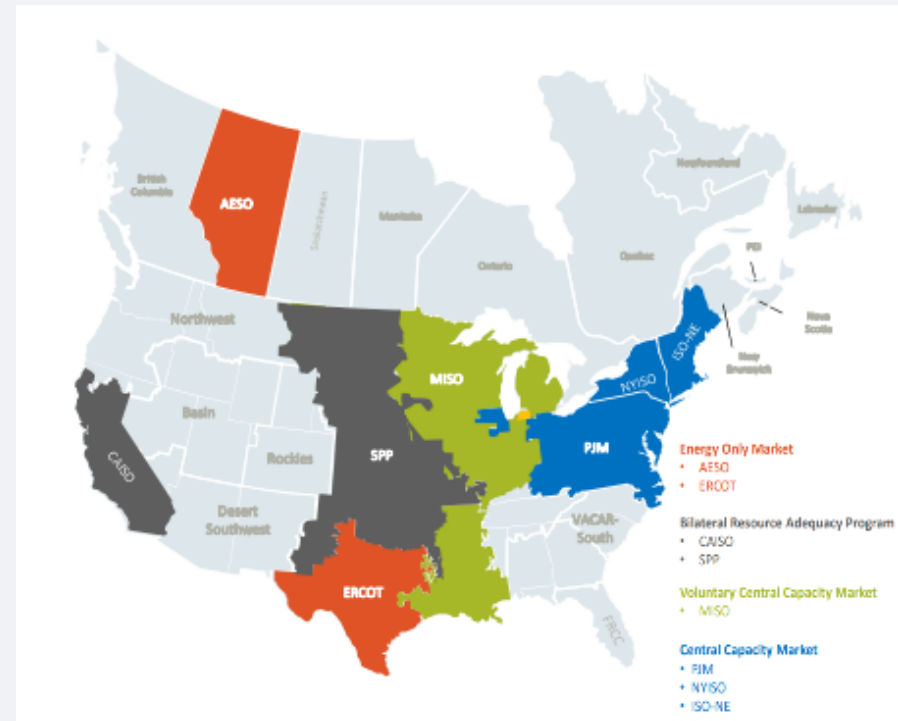 British
Columbia
AESO
Saskatchewan
Manitoba
Ontario
Quebec
Newfoundland
Labrador
PEI
Nova
Scotia
New
Brunswick
Northwest
Basin
Rockies
Desert
Southwest
CAISO
SPP
MISO
ERCOT
PJM
NYISO
ISO-NE
VACAR-
South
FRCC
Energy Only Market
• AESO
• ERCOT
Bilateral Resource Adequacy Program
• CAISO
• SPP
Voluntary Central Capacity Market
• MISO
Central Capacity Market
• PJM
• NYISO
• ISO-NE